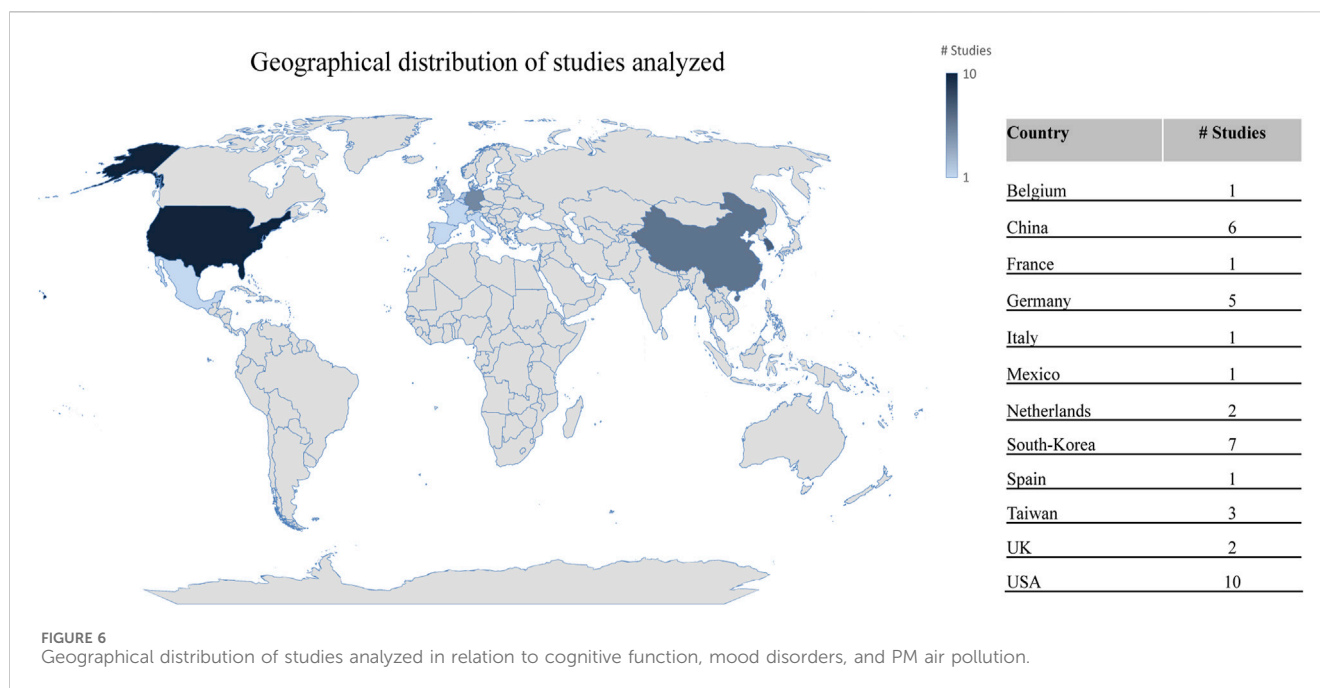 Geographical distribution of studies analyzed
# Studies
10
1
Country # Studies
Belgium 1
China 6
France 1
Germany 5
Italy 1
Mexico 1
Netherlands 2
South-Korea 7
Spain 1
Taiwan 3
UK 2
USA 10
FIGURE 6
Geographical distribution of studies analyzed in relation to cognitive function, mood disorders, and PM air pollution.